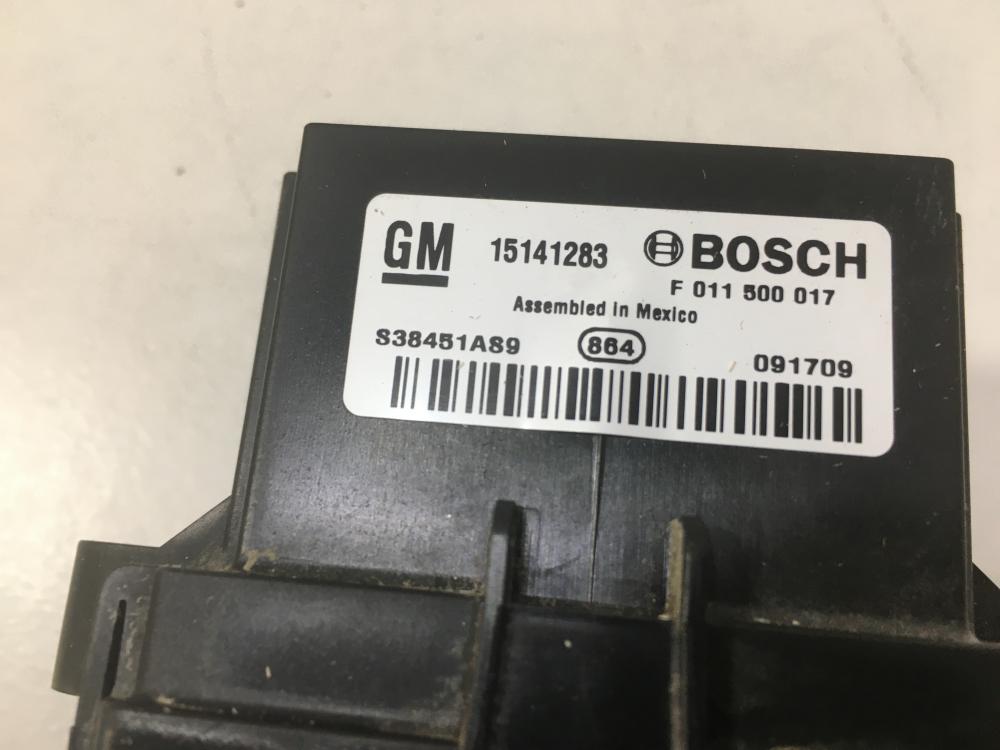 GM 15141283 BOSCH
F 011 500 017
Assembled in Mexico
S38451AS9 864 091709